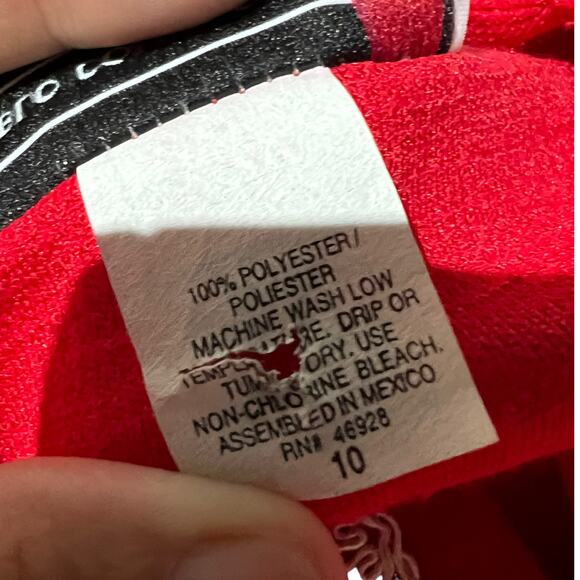 100% POLYESTER/
POLIESTER
MACHINE WASH LOW
DRIP OR
USE
NON-CHLORINE BLEACH.
ASSEMBLED IN MEXICO
RN# 46928
10